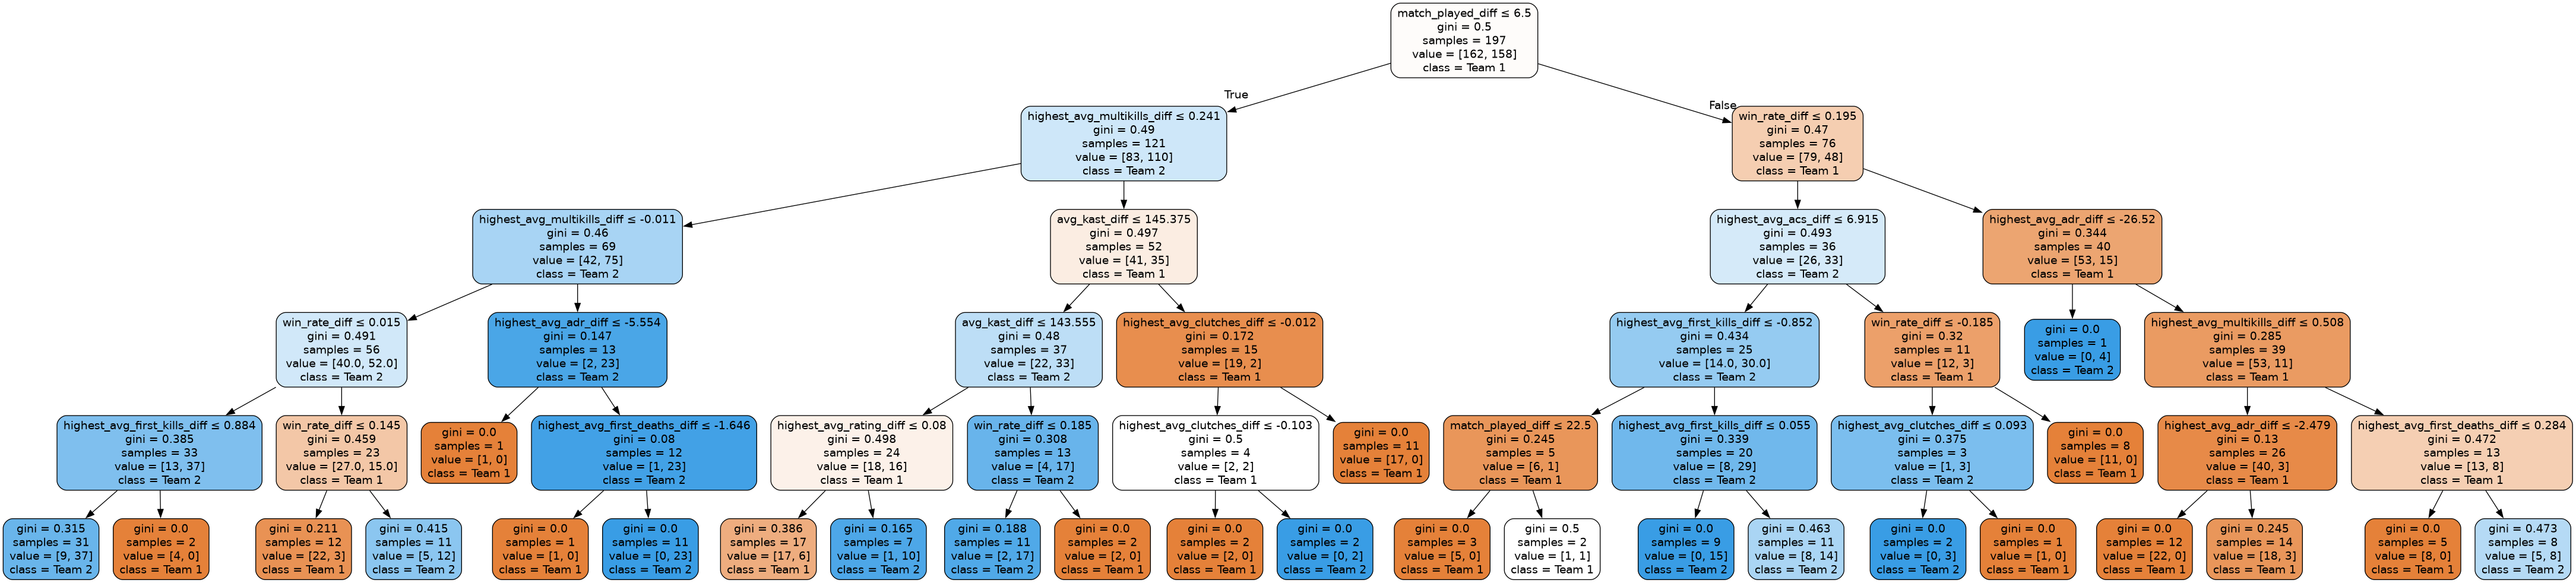 match_played_diff ≤ 6.5
gini = 0.5
samples = 197
value = [162, 158]
class = Team 1
True
False
highest_avg_multikills_diff ≤ 0.241
gini = 0.49
samples = 121
value = [83, 110]
class = Team 2
win_rate_diff ≤ 0.195
gini = 0.47
samples = 76
value = [79, 48]
class = Team 1
highest_avg_multikills_diff ≤ -0.011
gini = 0.46
samples = 69
value = [42, 75]
class = Team 2
avg_kast_diff ≤ 145.375
gini = 0.497
samples = 52
value = [41, 35]
class = Team 1
highest_avg_acs_diff ≤ 6.915
gini = 0.493
samples = 36
value = [26, 33]
class = Team 2
highest_avg_adr_diff ≤ -26.52
gini = 0.344
samples = 40
value = [53, 15]
class = Team 1
win_rate_diff ≤ 0.015
gini = 0.491
samples = 56
value = [40.0, 52.0]
class = Team 2
highest_avg_adr_diff ≤ -5.554
gini = 0.147
samples = 13
value = [2, 23]
class = Team 2
avg_kast_diff ≤ 143.555
gini = 0.48
samples = 37
value = [22, 33]
class = Team 2
highest_avg_clutches_diff ≤ -0.012
gini = 0.172
samples = 15
value = [19, 2]
class = Team 1
highest_avg_first_kills_diff ≤ -0.852
gini = 0.434
samples = 25
value = [14.0, 30.0]
class = Team 2
win_rate_diff ≤ -0.185
gini = 0.32
samples = 11
value = [12, 3]
class = Team 1
gini = 0.0
samples = 1
value = [0, 4]
class = Team 2
highest_avg_multikills_diff ≤ 0.508
gini = 0.285
samples = 39
value = [53, 11]
class = Team 1
highest_avg_first_kills_diff ≤ 0.884
gini = 0.385
samples = 33
value = [13, 37]
class = Team 2
win_rate_diff ≤ 0.145
gini = 0.459
samples = 23
value = [27.0, 15.0]
class = Team 1
gini = 0.0
samples = 1
value = [1, 0]
class = Team 1
highest_avg_first_deaths_diff ≤ -1.646
gini = 0.08
samples = 12
value = [1, 23]
class = Team 2
highest_avg_rating_diff ≤ 0.08
gini = 0.498
samples = 24
value = [18, 16]
class = Team 1
win_rate_diff ≤ 0.185
gini = 0.308
samples = 13
value = [4, 17]
class = Team 2
highest_avg_clutches_diff ≤ -0.103
gini = 0.5
samples = 4
value = [2, 2]
class = Team 1
gini = 0.0
samples = 11
value = [17, 0]
class = Team 1
match_played_diff ≤ 22.5
gini = 0.245
samples = 5
value = [6, 1]
class = Team 1
highest_avg_first_kills_diff ≤ 0.055
gini = 0.339
samples = 20
value = [8, 29]
class = Team 2
highest_avg_clutches_diff ≤ 0.093
gini = 0.375
samples = 3
value = [1, 3]
class = Team 2
gini = 0.0
samples = 8
value = [11, 0]
class = Team 1
highest_avg_adr_diff ≤ -2.479
gini = 0.13
samples = 26
value = [40, 3]
class = Team 1
highest_avg_first_deaths_diff ≤ 0.284
gini = 0.472
samples = 13
value = [13, 8]
class = Team 1
gini = 0.315
samples = 31
value = [9, 37]
class = Team 2
gini = 0.0
samples = 2
value = [4, 0]
class = Team 1
gini = 0.211
samples = 12
value = [22, 3]
class = Team 1
gini = 0.415
samples = 11
value = [5, 12]
class = Team 2
gini = 0.0
samples = 1
value = [1, 0]
class = Team 1
gini = 0.0
samples = 11
value = [0, 23]
class = Team 2
gini = 0.386
samples = 17
value = [17, 6]
class = Team 1
gini = 0.165
samples = 7
value = [1, 10]
class = Team 2
gini = 0.188
samples = 11
value = [2, 17]
class = Team 2
gini = 0.0
samples = 2
value = [2, 0]
class = Team 1
gini = 0.0
samples = 2
value = [2, 0]
class = Team 1
gini = 0.0
samples = 2
value = [0, 2]
class = Team 2
gini = 0.0
samples = 3
value = [5, 0]
class = Team 1
gini = 0.5
samples = 2
value = [1, 1]
class = Team 1
gini = 0.0
samples = 9
value = [0, 15]
class = Team 2
gini = 0.463
samples = 11
value = [8, 14]
class = Team 2
gini = 0.0
samples = 2
value = [0, 3]
class = Team 2
gini = 0.0
samples = 1
value = [1, 0]
class = Team 1
gini = 0.0
samples = 12
value = [22, 0]
class = Team 1
gini = 0.245
samples = 14
value = [18, 3]
class = Team 1
gini = 0.0
samples = 5
value = [8, 0]
class = Team 1
gini = 0.473
samples = 8
value = [5, 8]
class = Team 2